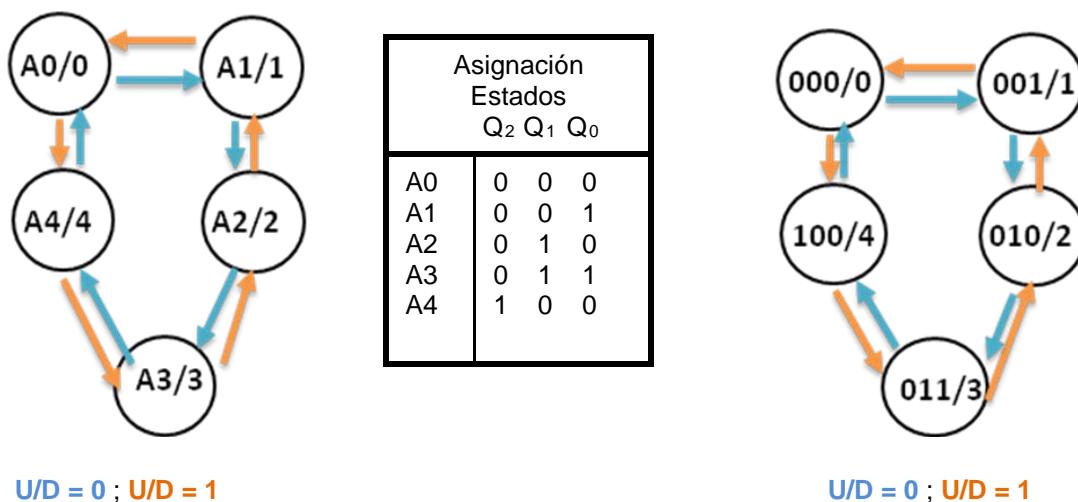 A0/0
A1/1
A4/4
A2/2
A3/3
U/D = 0 ; U/D = 1
Asignación
Estados
Q₂ Q₁ Q₀
A0 0 0 0
A1 0 0 1
A2 0 1 0
A3 0 1 1
A4 1 0 0
000/0
001/1
100/4
010/2
011/3
U/D = 0 ; U/D = 1